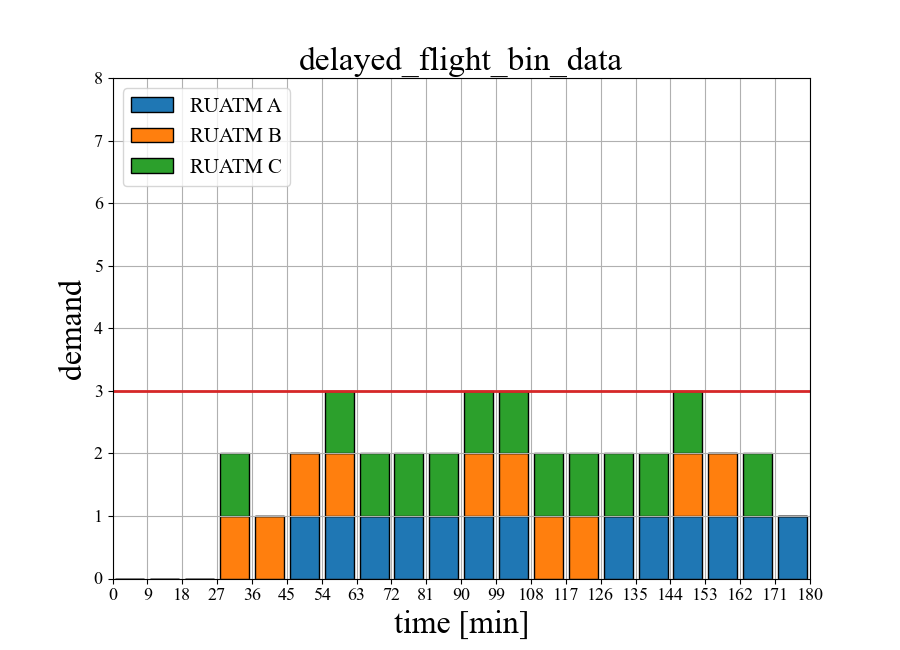 delayed_flight_bin_data
8
7
6
5
4
3
2
1
0
demand
RUATM A
RUATM B
RUATM C
0 9 18 27 36 45 54 63 72 81 90 99 108 117 126 135 144 153 162 171 180
time [min]